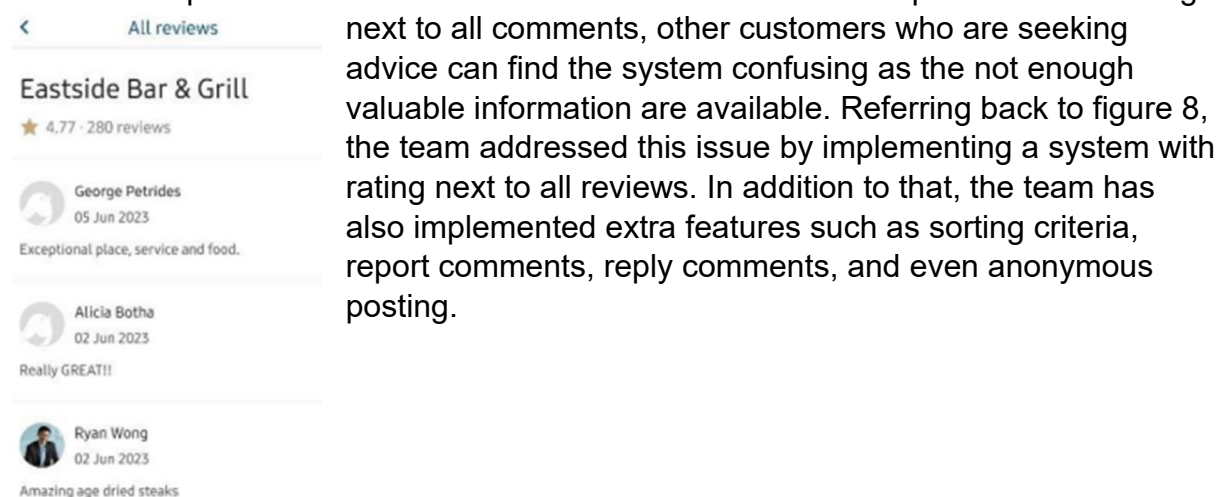 All reviews
Eastside Bar & Grill
4.77 · 280 reviews
George Petrides
05 Jun 2023
Exceptional place, service and food.
Alicia Botha
02 Jun 2023
Really GREAT!!
Ryan Wong
02 Jun 2023
Amazing age dried steaks
next to all comments, other customers who are seeking
advice can find the system confusing as the not enough
valuable information are available. Referring back to figure 8,
the team addressed this issue by implementing a system with
rating next to all reviews. In addition to that, the team has
also implemented extra features such as sorting criteria,
report comments, reply comments, and even anonymous
posting.